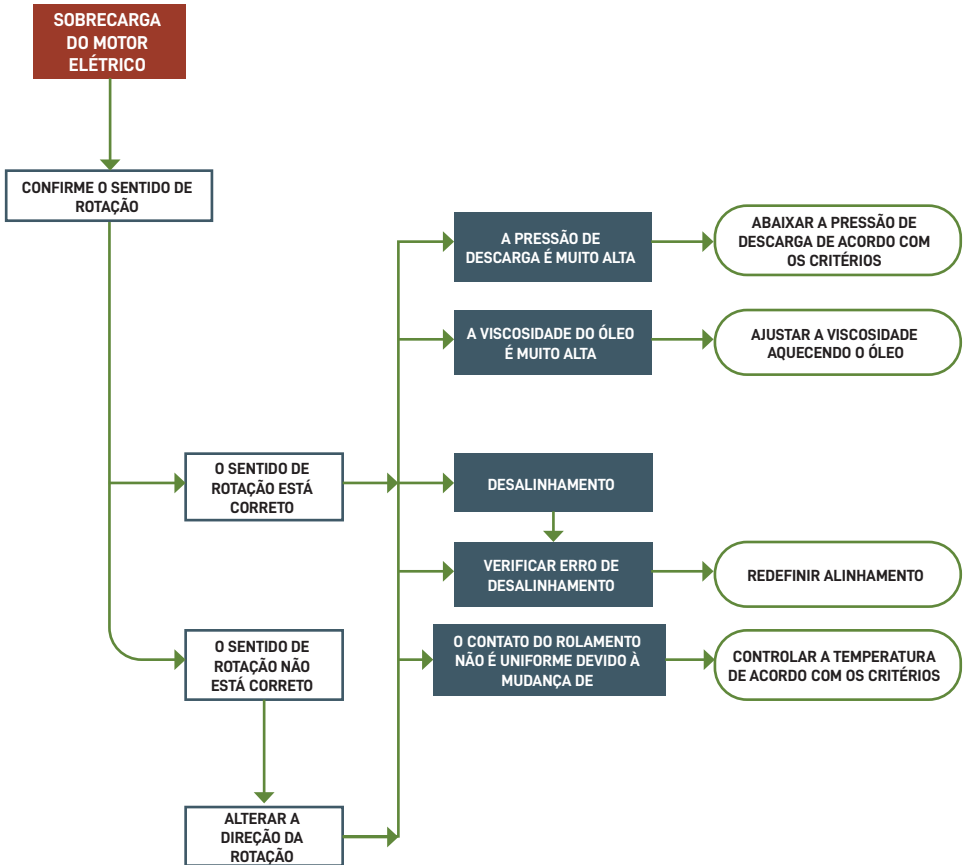 SOBRECARGA
DO MOTOR
ELÉTRICO
CONFIRME O SENTIDO DE
ROTAÇÃO
A PRESSÃO DE
DESCARGA É MUITO ALTA
ABAIXAR A PRESSÃO DE
DESCARGA DE ACORDO COM
OS CRITÉRIOS
A VISCOSIDADE DO ÓLEO
É MUITO ALTA
AJUSTAR A VISCOSIDADE
AQUECENDO O ÓLEO
O SENTIDO DE
ROTAÇÃO ESTÁ
CORRETO
DESALINHAMENTO
VERIFICAR ERRO DE
DESALINHAMENTO
REDEFINIR ALINHAMENTO
O SENTIDO DE
ROTAÇÃO NÃO
ESTÁ CORRETO
O CONTATO DO ROLAMENTO
NÃO É UNIFORME DEVIDO À
MUDANÇA DE
CONTROLAR A TEMPERATURA
DE ACORDO COM OS CRITÉRIOS
ALTERAR A
DIREÇÃO DA
ROTAÇÃO